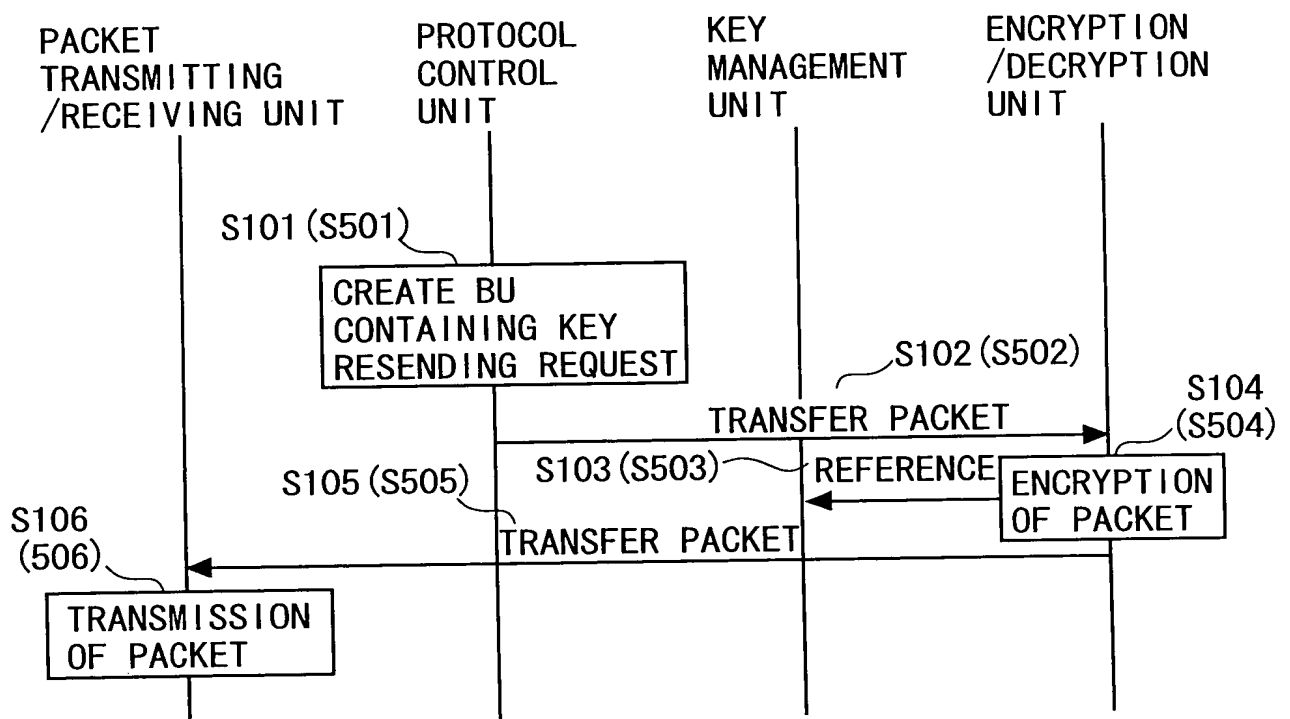 PACKET
TRANSMITTING
/RECEIVING UNIT
PROTOCOL
CONTROL
UNIT
KEY
MANAGEMENT
UNIT
ENCRYPTION
/DECRYPTION
UNIT
S101(S501)
CREATE BU
CONTAINING KEY
RESENDING REQUEST
S102(S502)
TRANSFER PACKET
S104
(S504)
S103(S503)
REFERENCE
ENCRYPTION
OF PACKET
S105(S505)
TRANSFER PACKET
S106
(506)
TRANSMISSION
OF PACKET